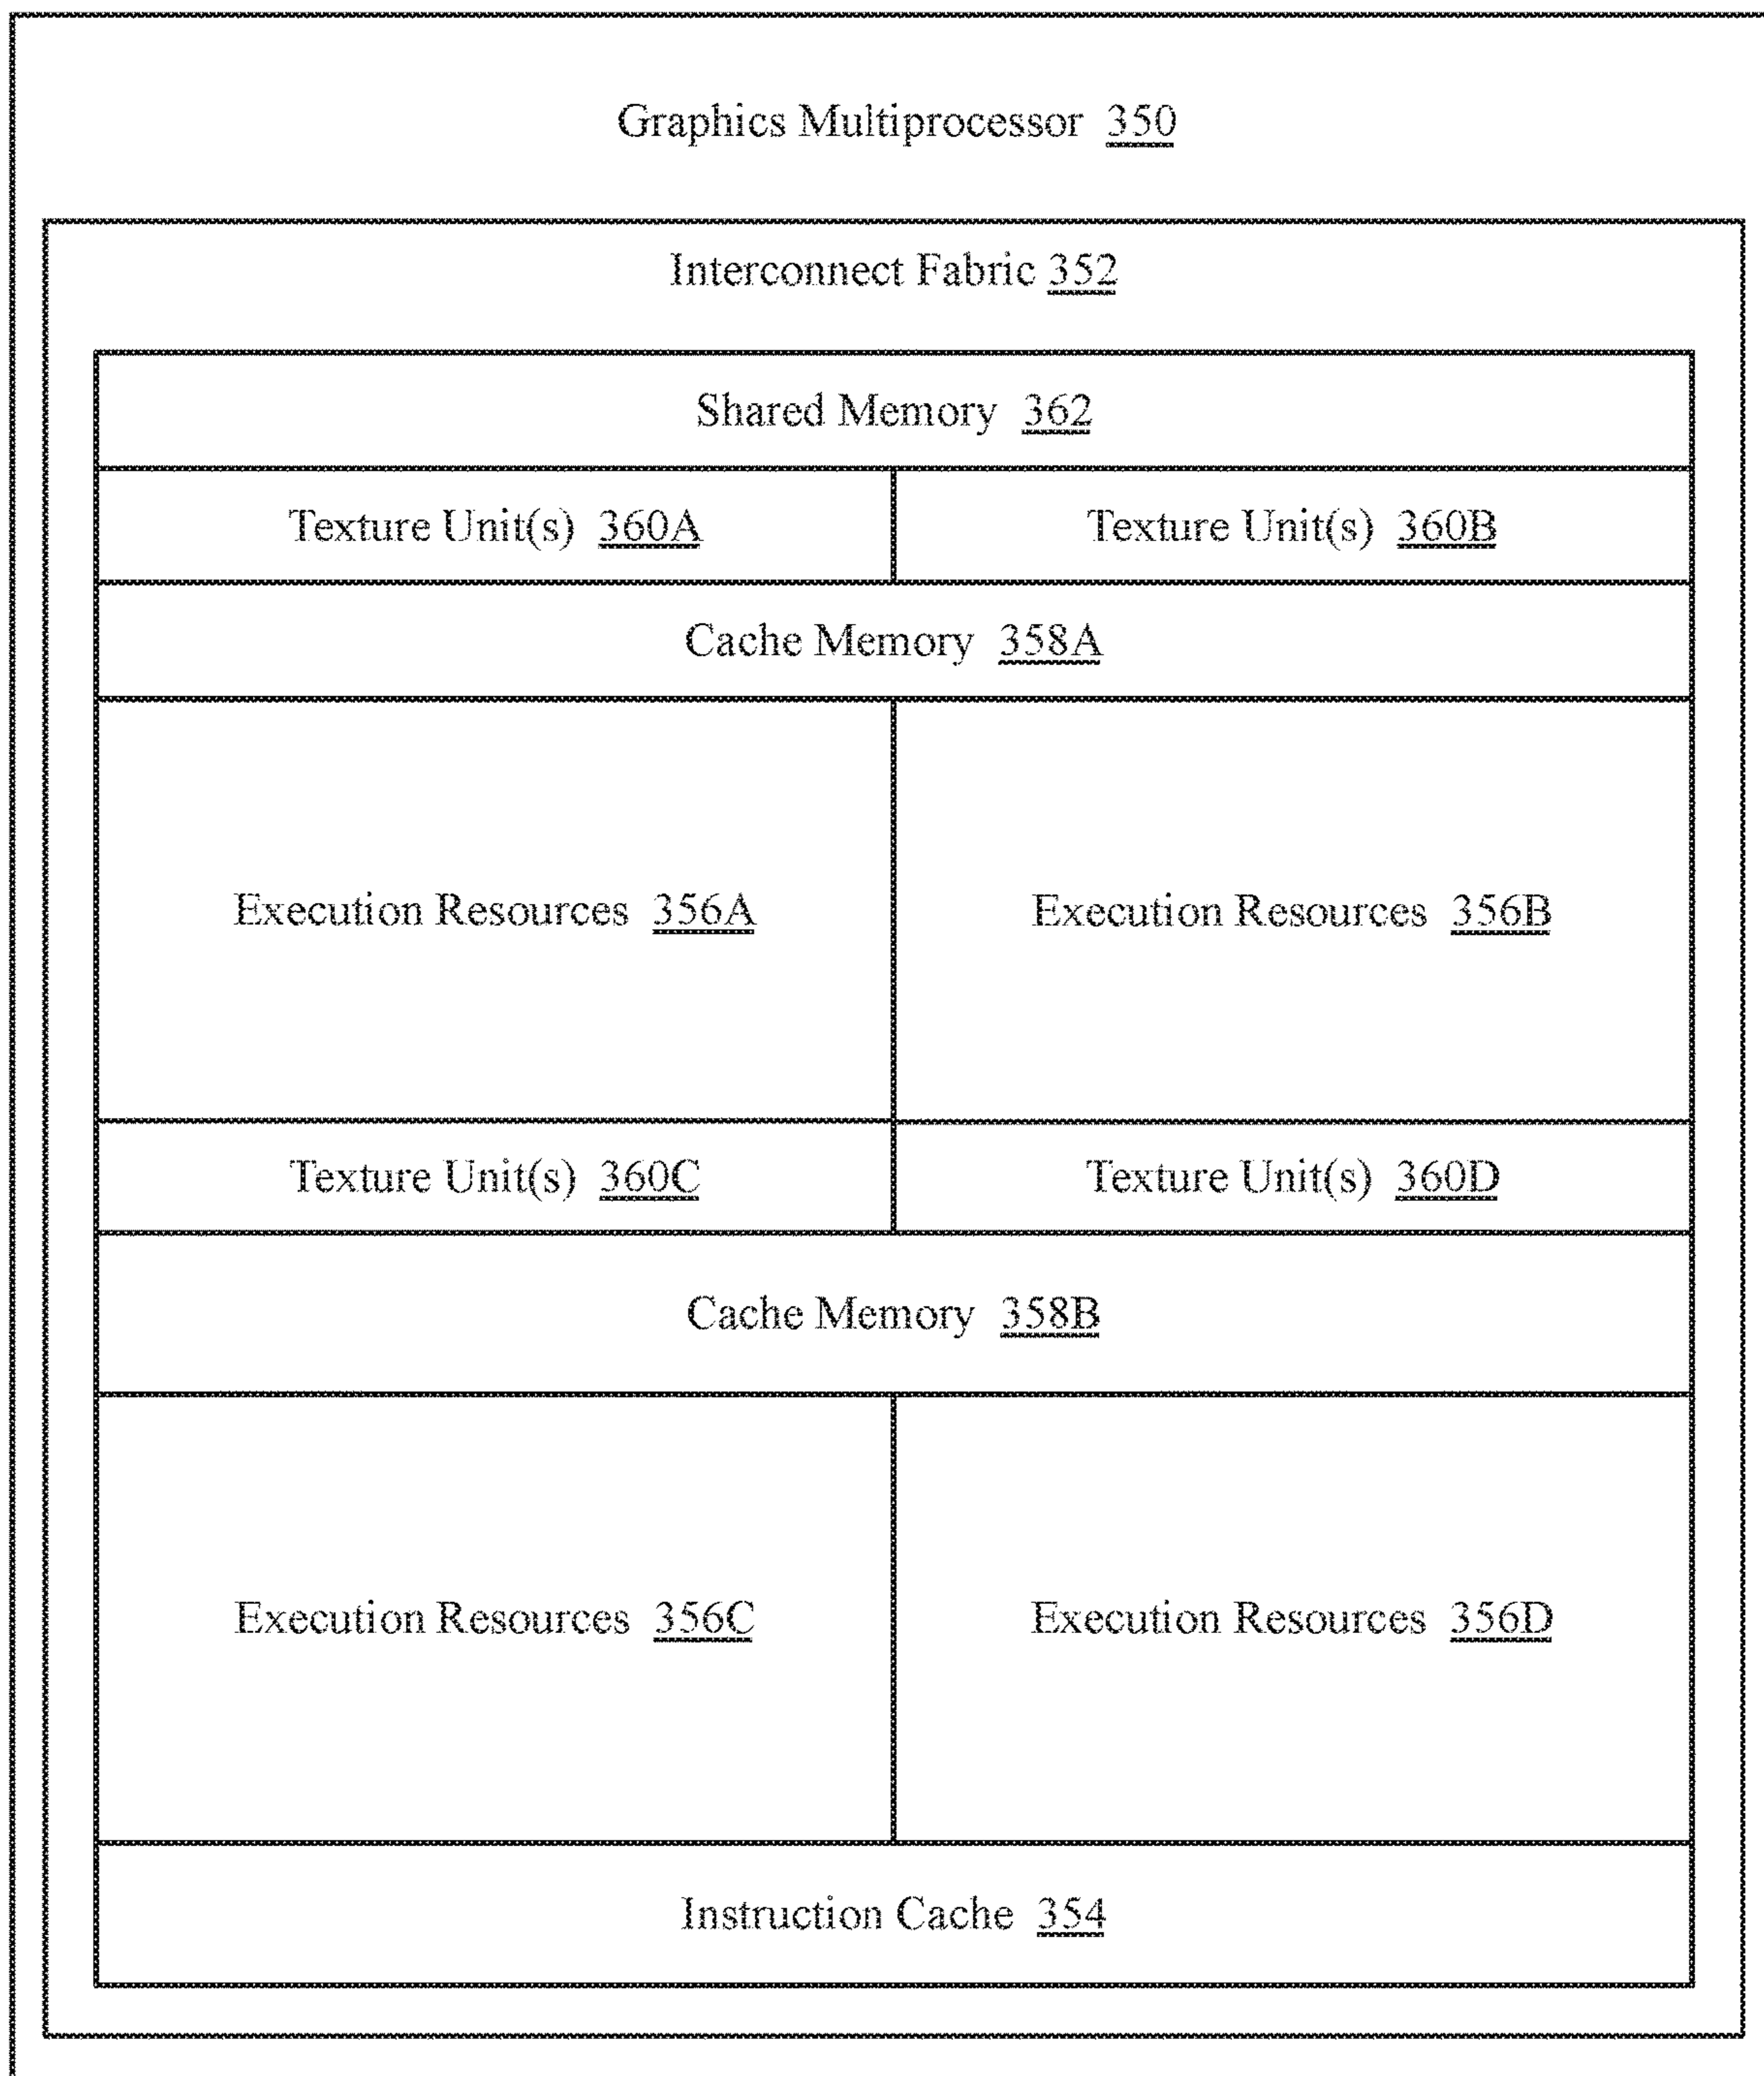 Graphics Multiprocessor 350
Interconnect Fabric 352
Shared Memory 362
Texture Unit(s) 360A
Texture Unit(s) 360B
Cache Memory 358A
Execution Resources 356A
Execution Resources 356B
Texture Unit(s) 360C
Texture Unit(s) 360D
Cache Memory 358B
Execution Resources 356C
Execution Resources 356D
Instruction Cache 354